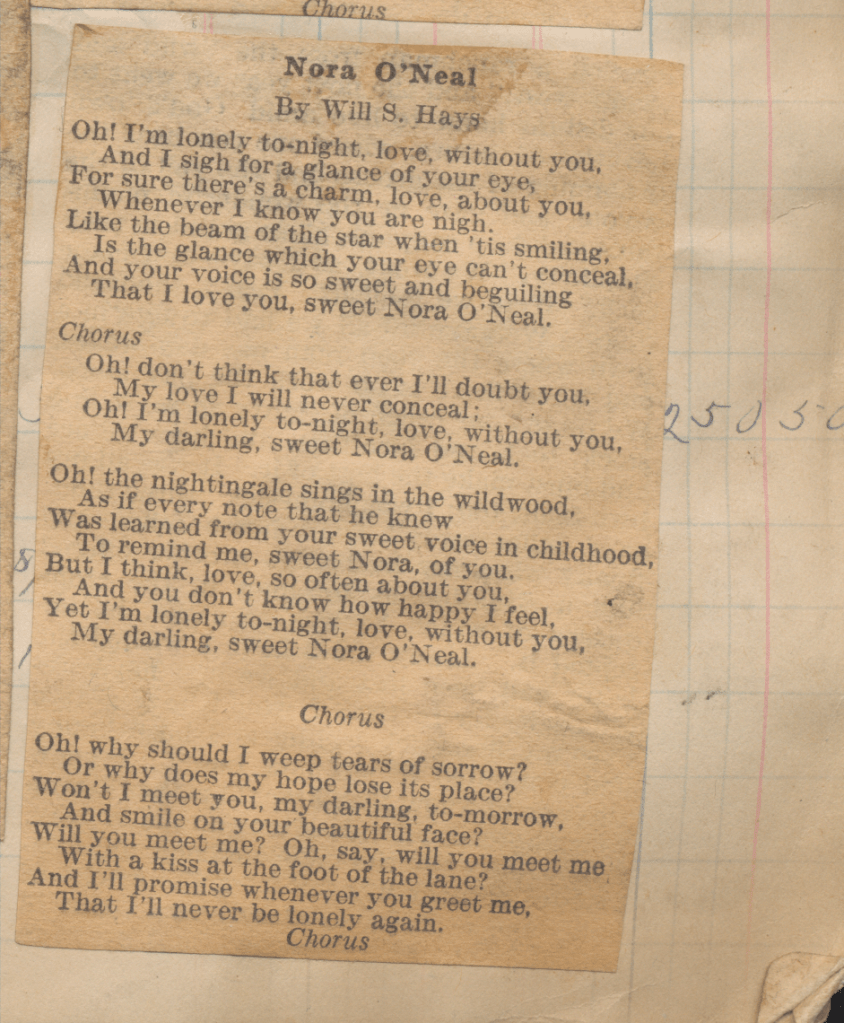 Chorus
Nora O'Neal
By Will S. Hays
Oh! I'm lonely to-night, love, without you,
And I sigh for a glance of your eye,
For sure there's a charm, love, about you,
Whenever I know you are nigh.
Like the beam of the star when 'tis smiling,
Is the glance which your eye can't conceal,
And your voice is so sweet and beguiling
That I love you, sweet Nora O'Neal.
Chorus
Oh! don't think that ever I'll doubt you,
My love I will never conceal;
Oh! I'm lonely to-night, love, without you,
My darling, sweet Nora O'Neal.
25050
Oh! the nightingale sings in the wildwood,
As if every note that he knew
Was learned from your sweet voice in childhood,
To remind me, sweet Nora, of you.
But I think, love, so often about you,
And you don't know how happy I feel,
Yet I'm lonely to-night, love, without you,
My darling, sweet Nora O'Neal.
Chorus
Oh! why should I weep tears of sorrow?
Or why does my hope lose its place?
Won't I meet you, my darling, to-morrow,
And smile on your beautiful face?
Will you meet me? Oh, say, will you meet me
With a kiss at the foot of the lane?
And I'll promise whenever you greet me,
That I'll never be lonely again.
Chorus